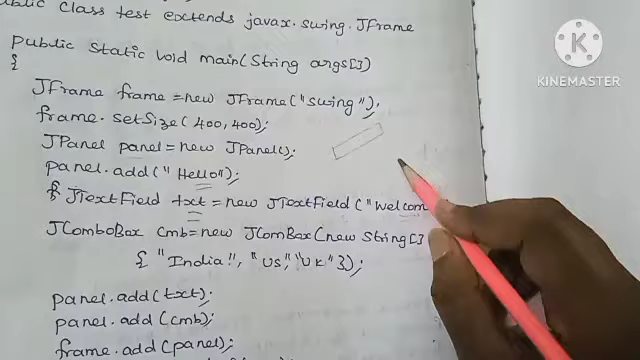 public class test extends javax.swing.JFrame
public static void main(String args[])
{
JFrame frame = new JFrame("Swing");
frame.setSize(400,400);
JPanel panel = new JPanel();
panel.add("Hello");
{ JTextField txt = new JTextField("Welcom
JComboBox cmb = new JComBox(new String[]
{ "India", "US", "UK" });
panel.add(txt);
panel.add(cmb);
frame.add(panel);
K
KINEMASTER